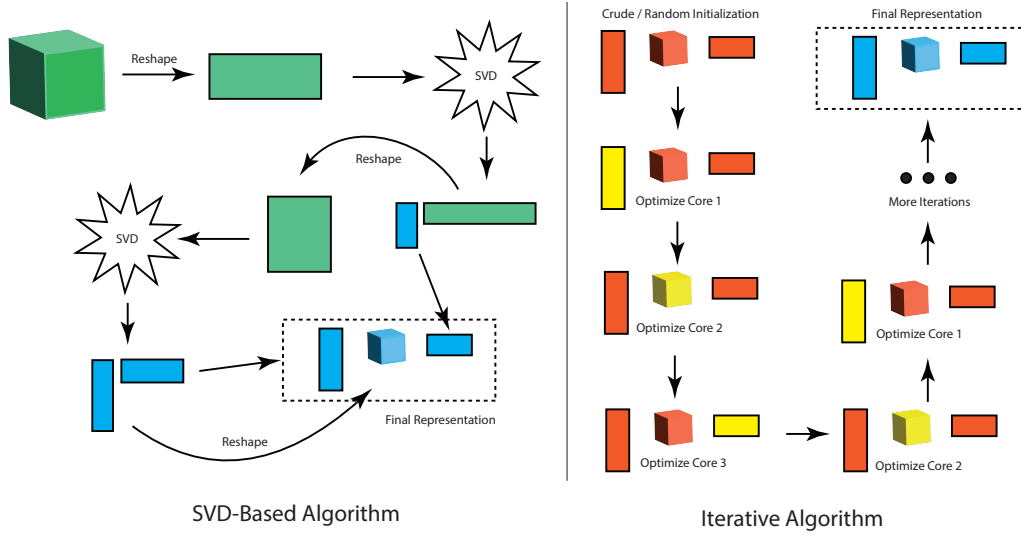 Reshape
SVD
Reshape
SVD
Final Representation
Reshape
SVD-Based Algorithm
Crude / Random Initialization
Optimize Core 1
Optimize Core 2
Optimize Core 3
Optimize Core 2
Optimize Core 1
More Iterations
Final Representation
Iterative Algorithm